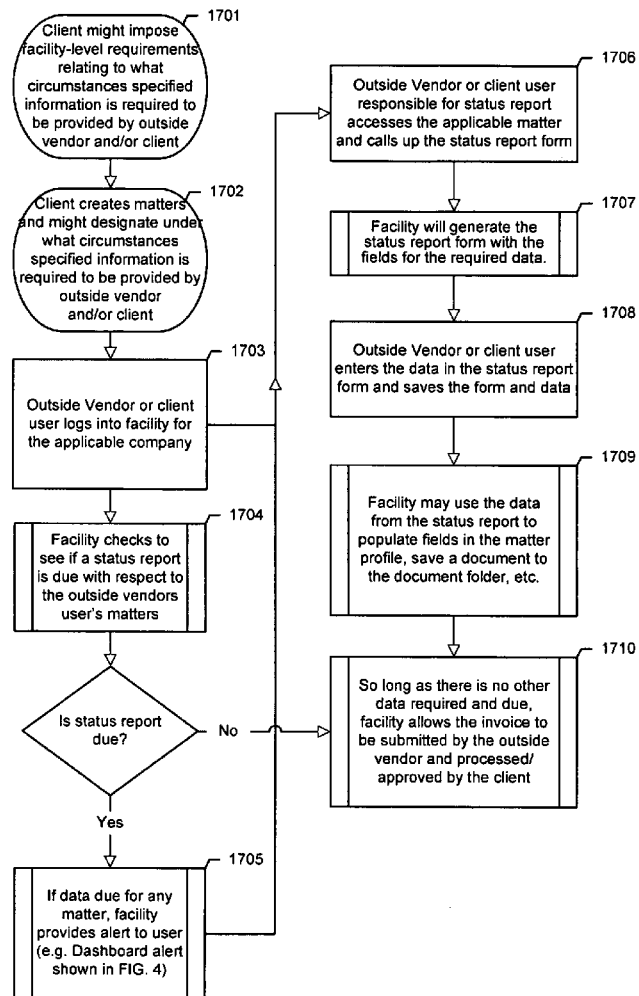 1701
Client might impose
facility-level requirements
relating to what
circumstances specified
information is required to
be provided by outside
vendor and/or client
1702
Client creates matters
and might designate under
what circumstances
specified information is
required to be provided by
outside vendor
and/or client
1703
Outside Vendor or client
user logs into facility for
the applicable company
1704
Facility checks to
see if a status report
is due with respect to
the outside vendors
user's matters
Is status report
due?
No
Yes
1705
If data due for any
matter, facility
provides alert to user
(e.g. Dashboard alert
shown in FIG. 4)
1706
Outside Vendor or client user
responsible for status report
accesses the applicable matter
and calls up the status report form
1707
Facility will generate the
status report form with the
fields for the required data.
1708
Outside Vendor or client user
enters the data in the status report
form and saves the form and data
1709
Facility may use the data
from the status report to
populate fields in the matter
profile, save a document to
the document folder, etc.
1710
So long as there is no other
data required and due,
facility allows the invoice to
be submitted by the outside
vendor and processed/
approved by the client